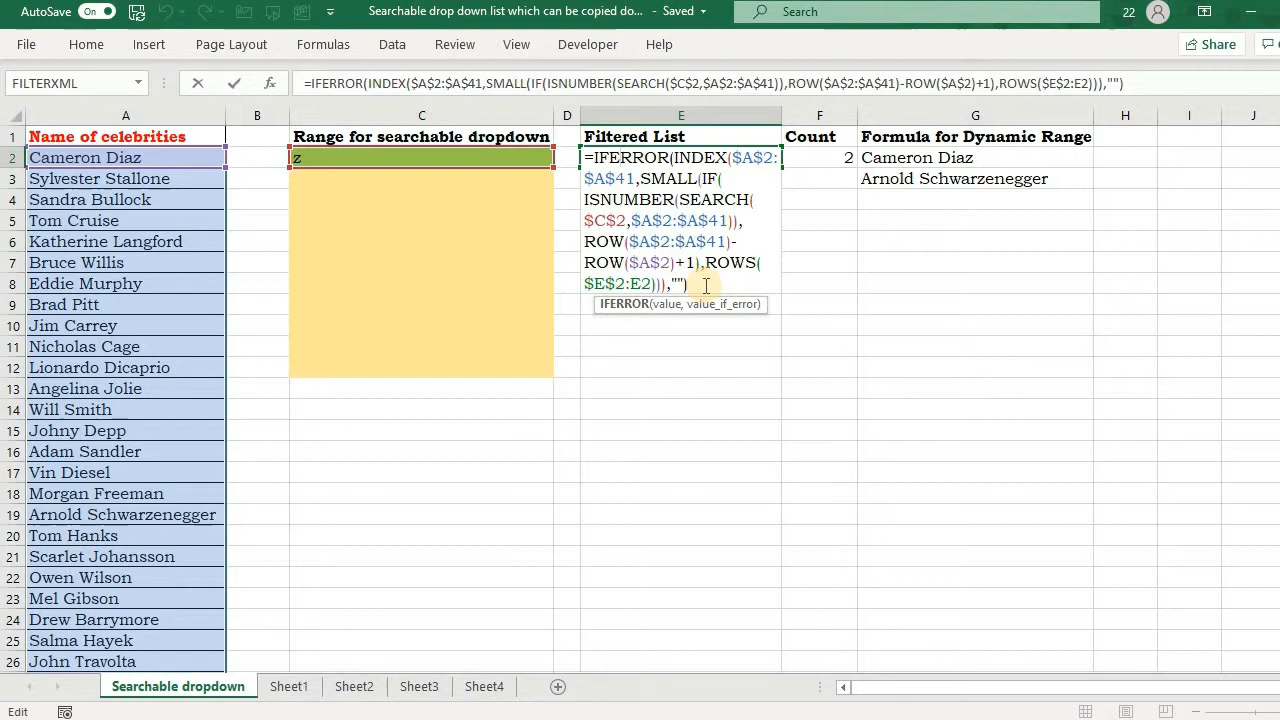 AutoSave On Searchable drop down list which can be copied do... - Saved Search 22
File Home Insert Page Layout Formulas Data Review View Developer Help Share
FILTERXML fx =IFERROR(INDEX($A$2:$A$41,SMALL(IF(ISNUMBER(SEARCH($C$2,$A$2:$A$41)),ROW($A$2:$A$41)-ROW($A$2)+1),ROWS($E$2:E2))),"")
A B C D E F G H I J
1 Name of celebrities Range for searchable dropdown Filtered List Count Formula for Dynamic Range
2 Cameron Diaz z =IFERROR(INDEX($A$2: 2 Cameron Diaz
3 Sylvester Stallone $A$41,SMALL(IF( Arnold Schwarzenegger
4 Sandra Bullock ISNUMBER(SEARCH(
5 Tom Cruise $C$2,$A$2:$A$41)),
6 Katherine Langford ROW($A$2:$A$41)-
7 Bruce Willis ROW($A$2)+1),ROWS(
8 Eddie Murphy $E$2:E2))),"")
9 Brad Pitt IFERROR(value, value_if_error)
10 Jim Carrey
11 Nicholas Cage
12 Lionardo Dicaprio
13 Angelina Jolie
14 Will Smith
15 Johny Depp
16 Adam Sandler
17 Vin Diesel
18 Morgan Freeman
19 Arnold Schwarzenegger
20 Tom Hanks
21 Scarlet Johansson
22 Owen Wilson
23 Mel Gibson
24 Drew Barrymore
25 Salma Hayek
26 John Travolta
Searchable dropdown Sheet1 Sheet2 Sheet3 Sheet4
Edit